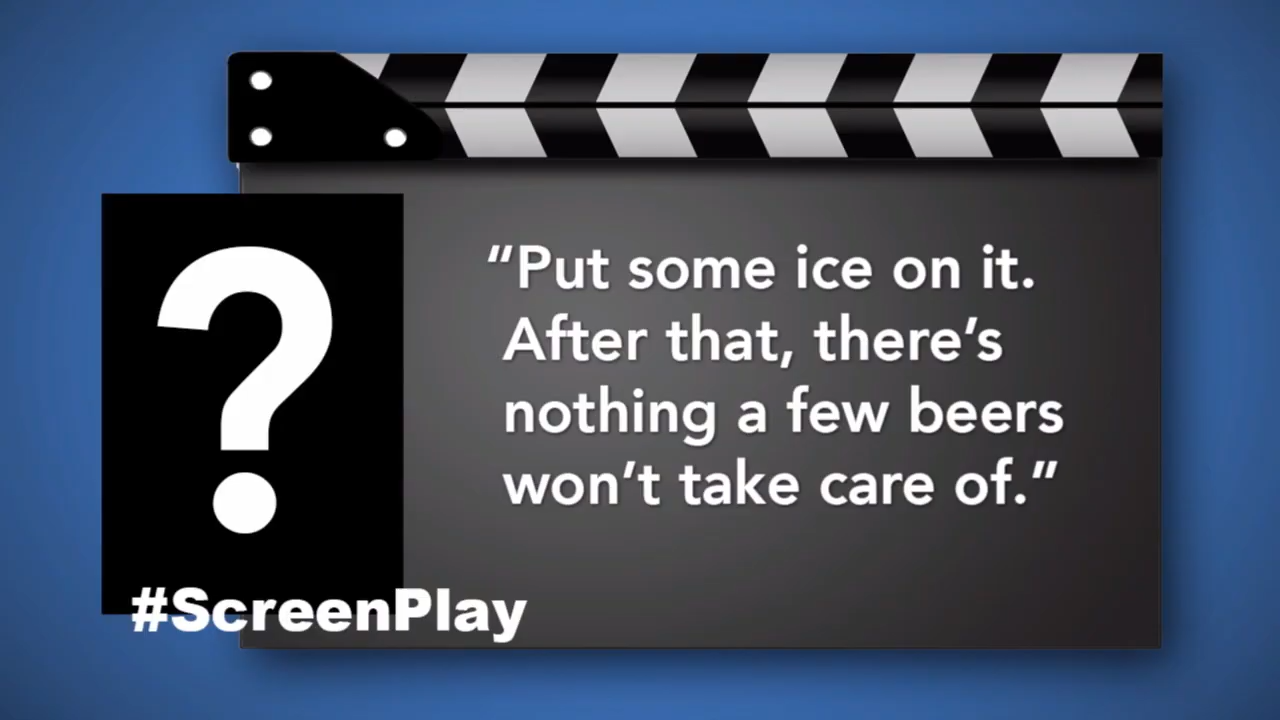 ?
“Put some ice on it.
After that, there’s
nothing a few beers
won’t take care of.”
#ScreenPlay